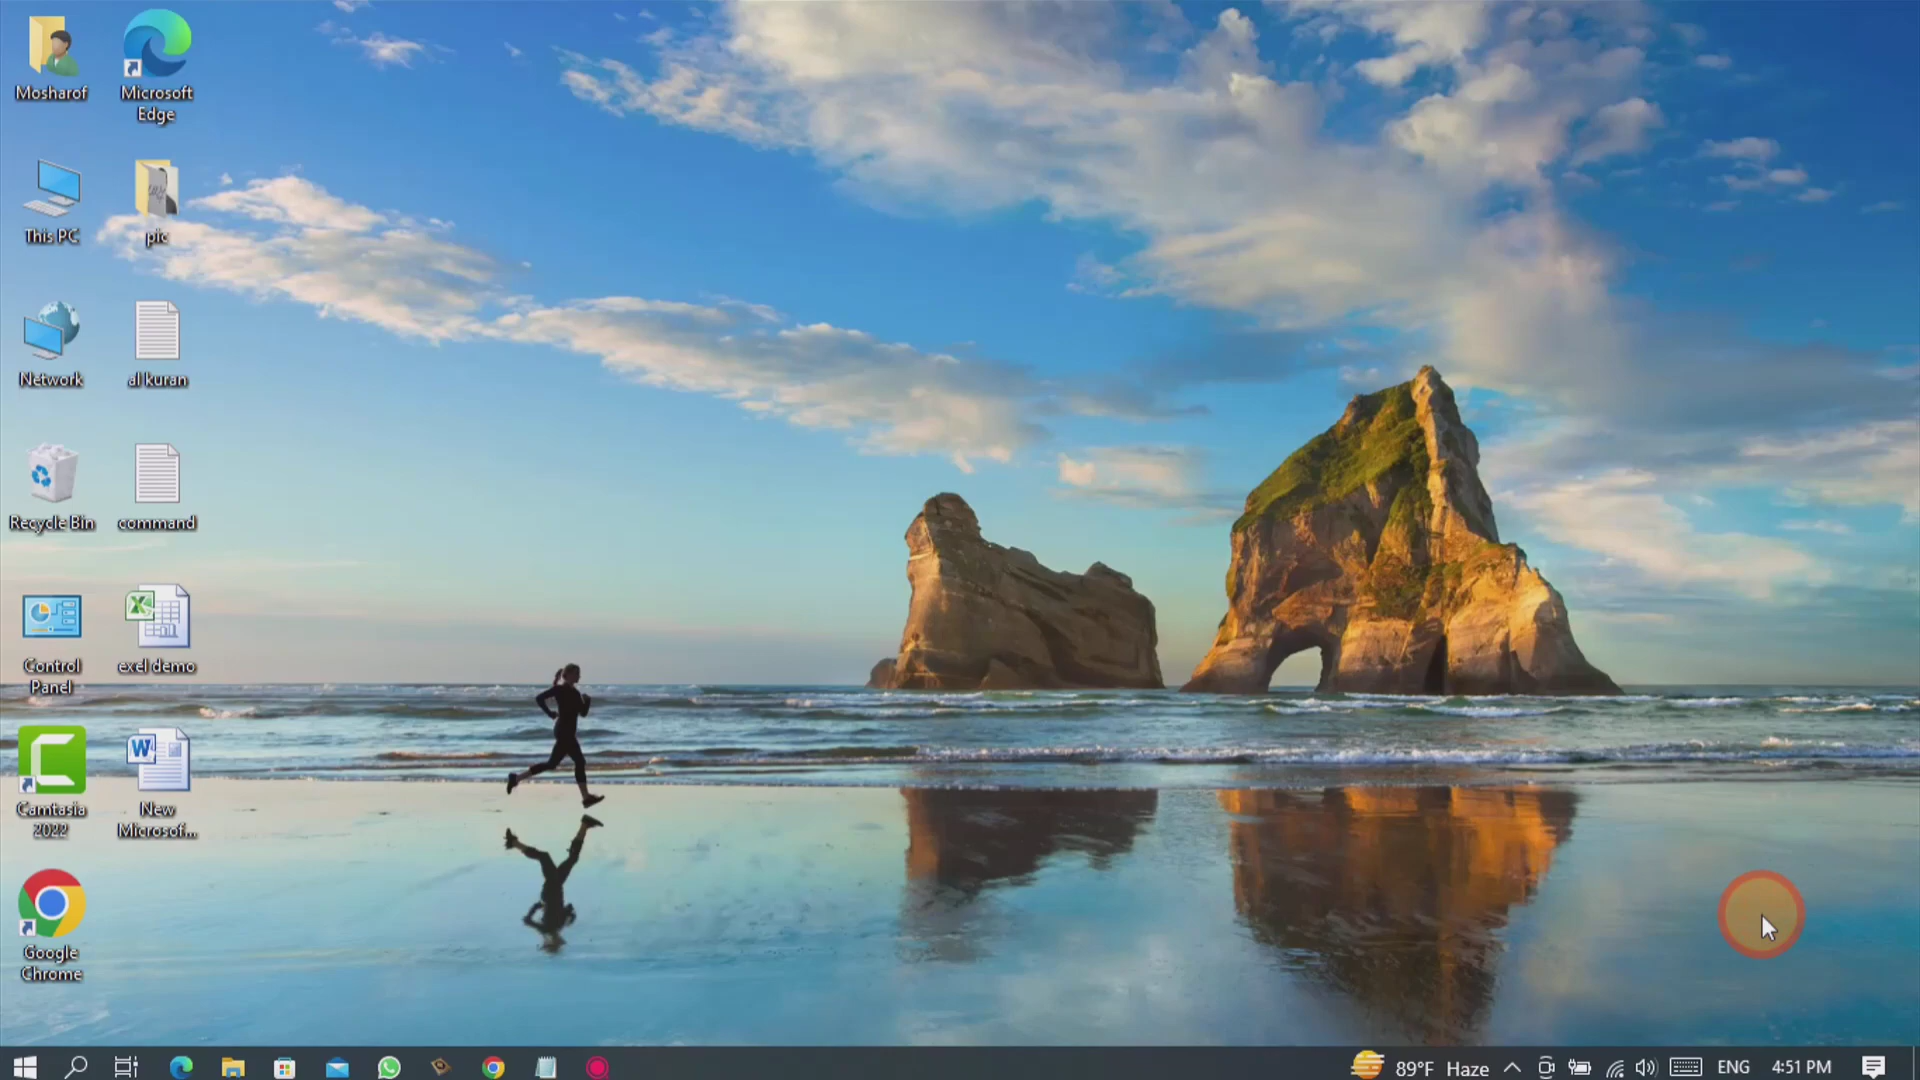 Mosharof
Microsoft
Edge
This PC
pic
Network
al kuran
Recycle Bin
command
Control
Panel
exel demo
Camtasia
2022
New
Microsof...
Google
Chrome
89°F Haze
ENG
4:51 PM